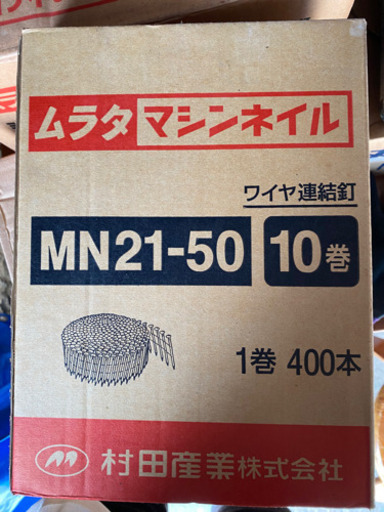 ムラタマシンネイル
ワイヤ連結釘
MN21-50 10巻
1巻 400本
村田産業株式会社